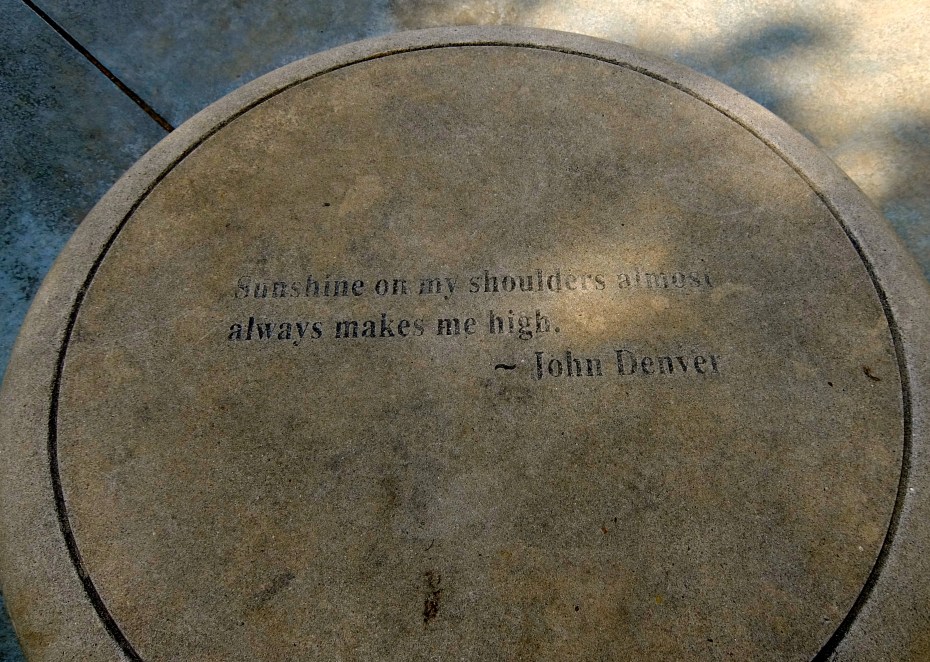 Sunshine on my shoulders almost
always makes me high.
~ John Denver